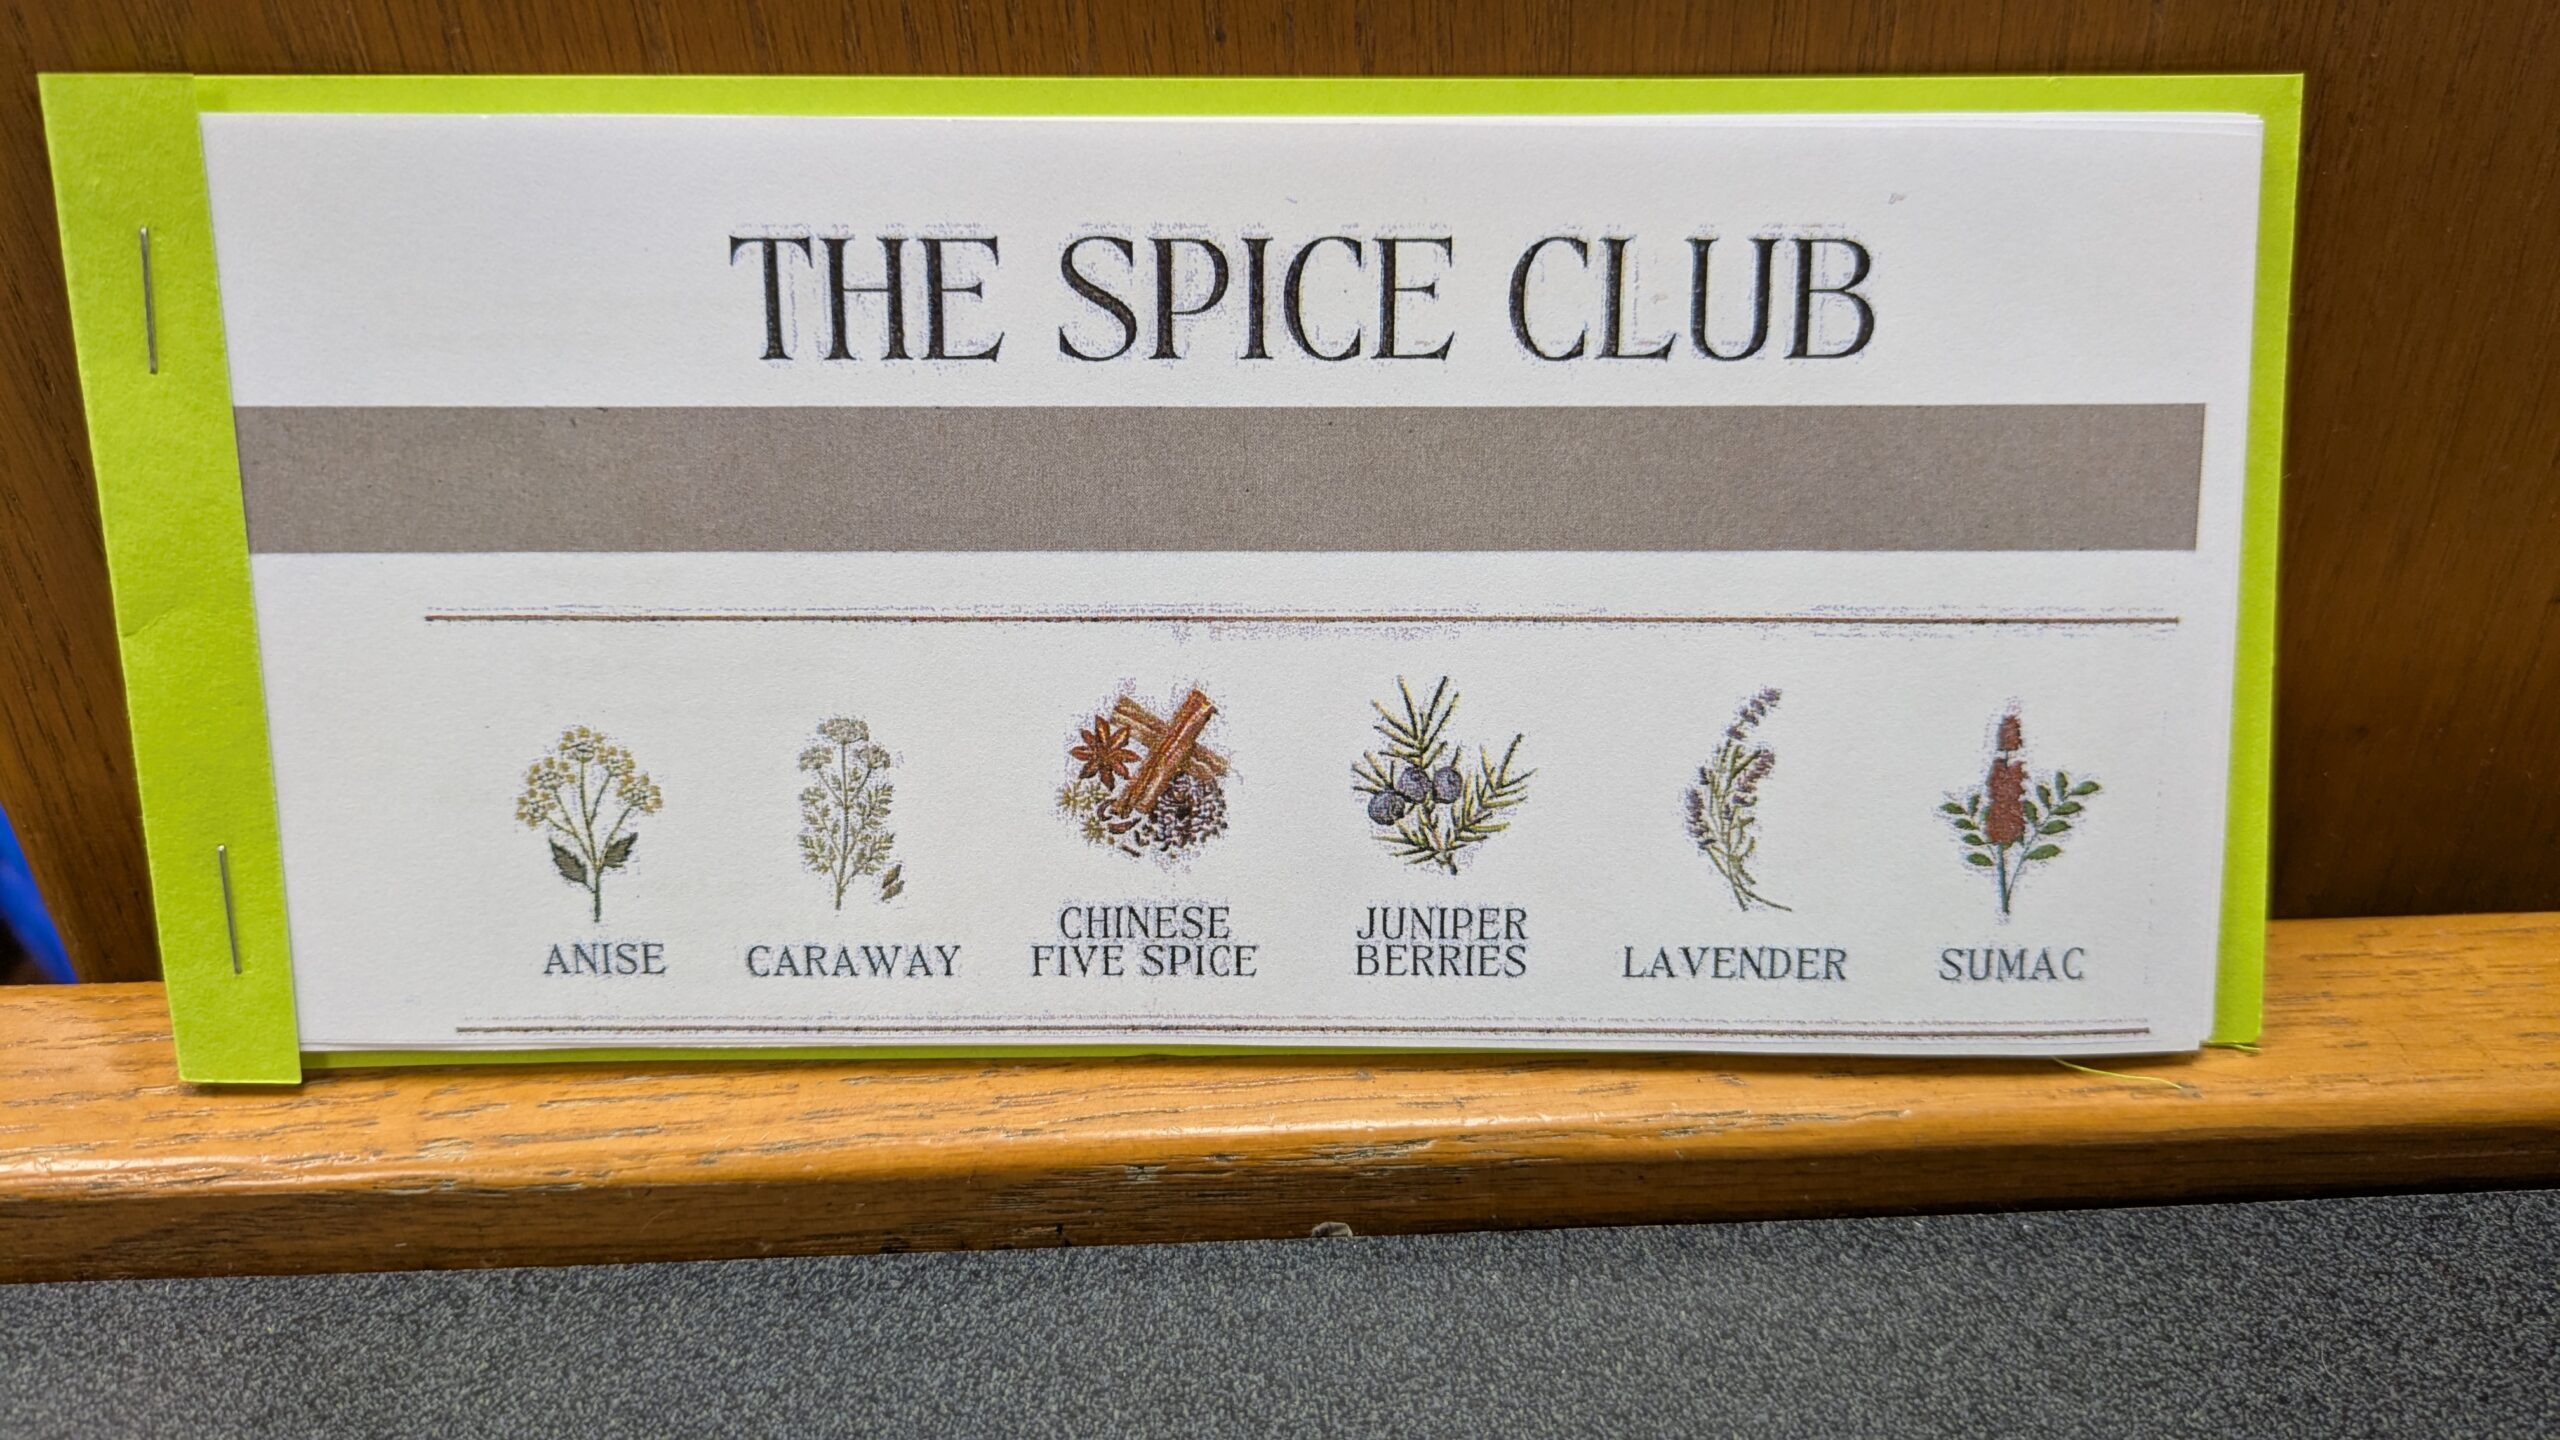 THE SPICE CLUB
ANISE
CARAWAY
CHINESE
FIVE SPICE
JUNIPER
BERRIES
LAVENDER
SUMAC